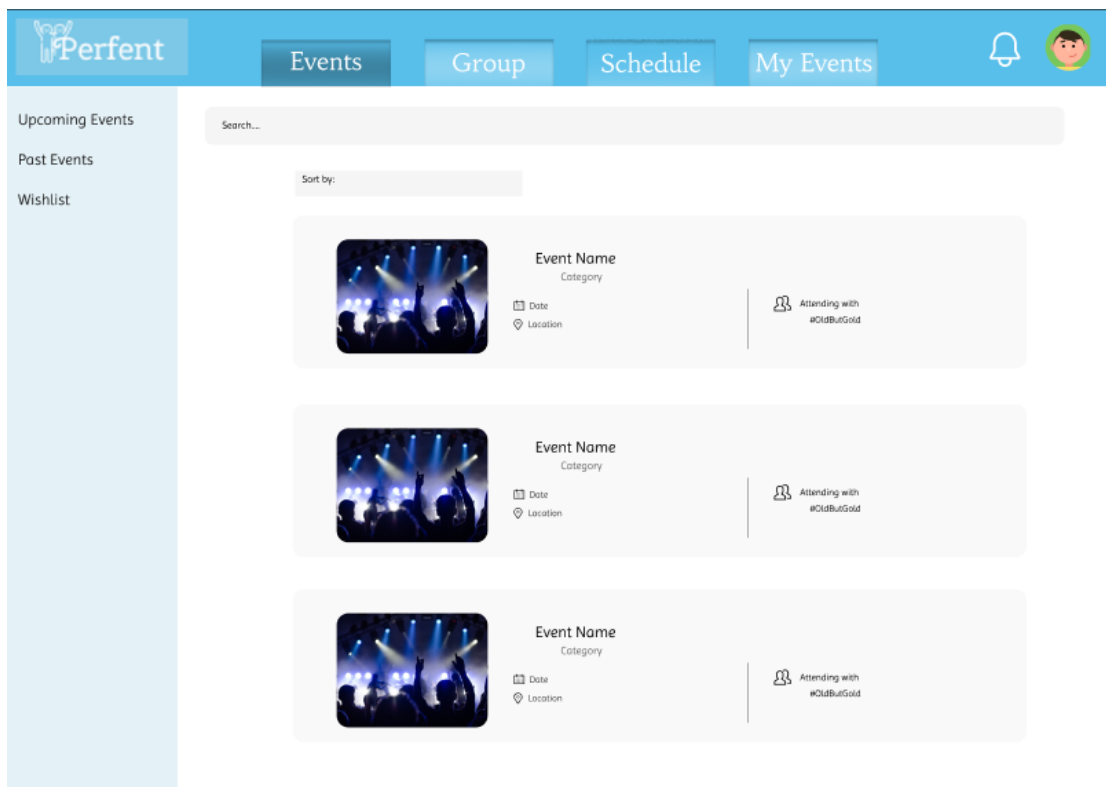 Perfent
Events
Group
Schedule
My Events
Upcoming Events
Past Events
Wishlist
Search....
Sort by:
Event Name
Category
Date
Location
Attending with
#OldButGold
Event Name
Category
Date
Location
Attending with
#OldButGold
Event Name
Category
Date
Location
Attending with
#OldButGold